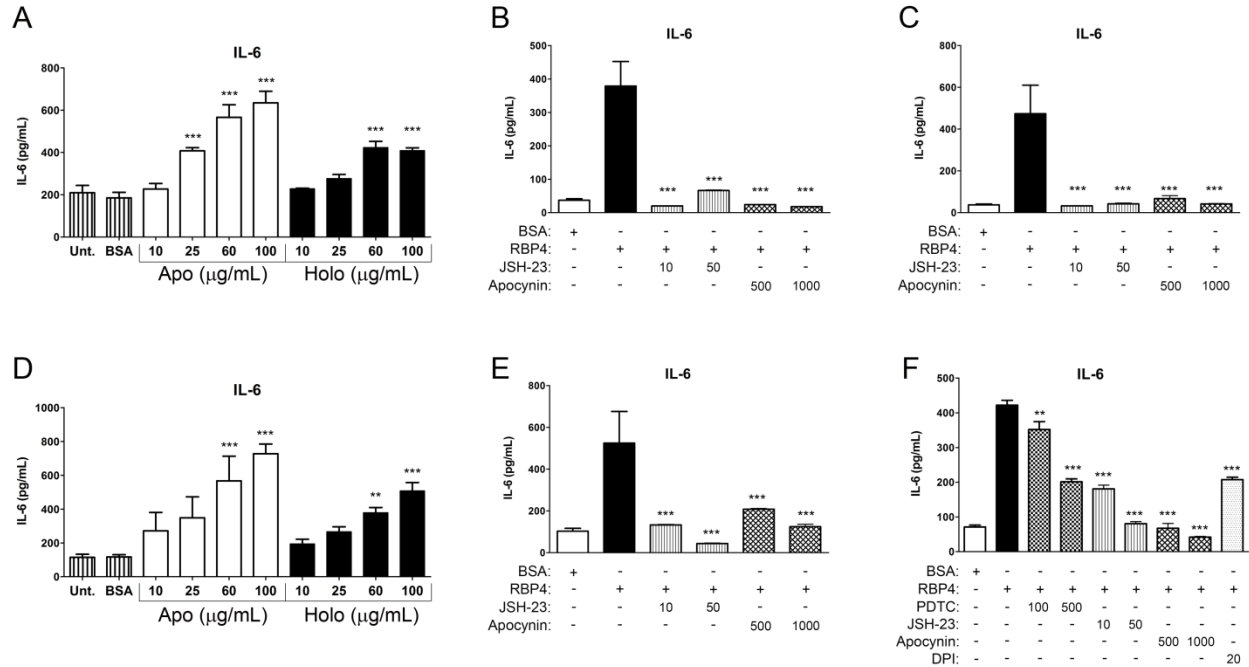 A
IL-6
IL-6 (pg/mL)
800
600
400
200
0
*** *** *** *** ***
Unt. BSA 10 25 60 100 10 25 60 100
Apo (μg/mL) Holo (μg/mL)
B
IL-6
IL-6 (pg/mL)
500
400
300
200
100
0
*** *** *** ***
BSA: + - - - - -
RBP4: - + + + + +
JSH-23: - - 10 50 - -
Apocynin: - - - - 500 1000
C
IL-6
IL-6 (pg/mL)
800
600
400
200
0
*** *** *** ***
BSA: + - - - - -
RBP4: - + + + + +
JSH-23: - - 10 50 - -
Apocynin: - - - - 500 1000
D
IL-6
IL-6 (pg/mL)
1000
800
600
400
200
0
*** *** ** ***
Unt. BSA 10 25 60 100 10 25 60 100
Apo (μg/mL) Holo (μg/mL)
E
IL-6
IL-6 (pg/mL)
800
600
400
200
0
*** *** *** ***
BSA: + - - - - -
RBP4: - + + + + +
JSH-23: - - 10 50 - -
Apocynin: - - - - 500 1000
F
IL-6
IL-6 (pg/mL)
500
400
300
200
100
0
** *** *** *** *** *** ***
BSA: + - - - - - - - -
RBP4: - + + + + + + + +
PDTC: - - 100 500 - - - - -
JSH-23: - - - - 10 50 - - -
Apocynin: - - - - - - 500 1000 -
DPI: - - - - - - - - 20